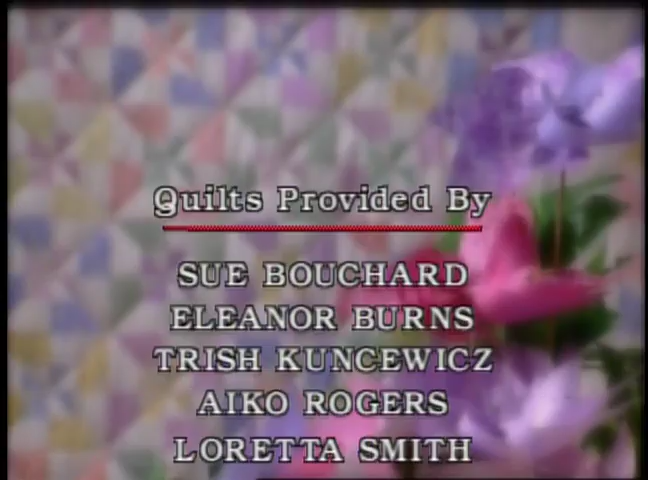 Quilts Provided By
SUE BOUCHARD
ELEANOR BURNS
TRISH KUNCEWICZ
AIKO ROGERS
LORETTA SMITH